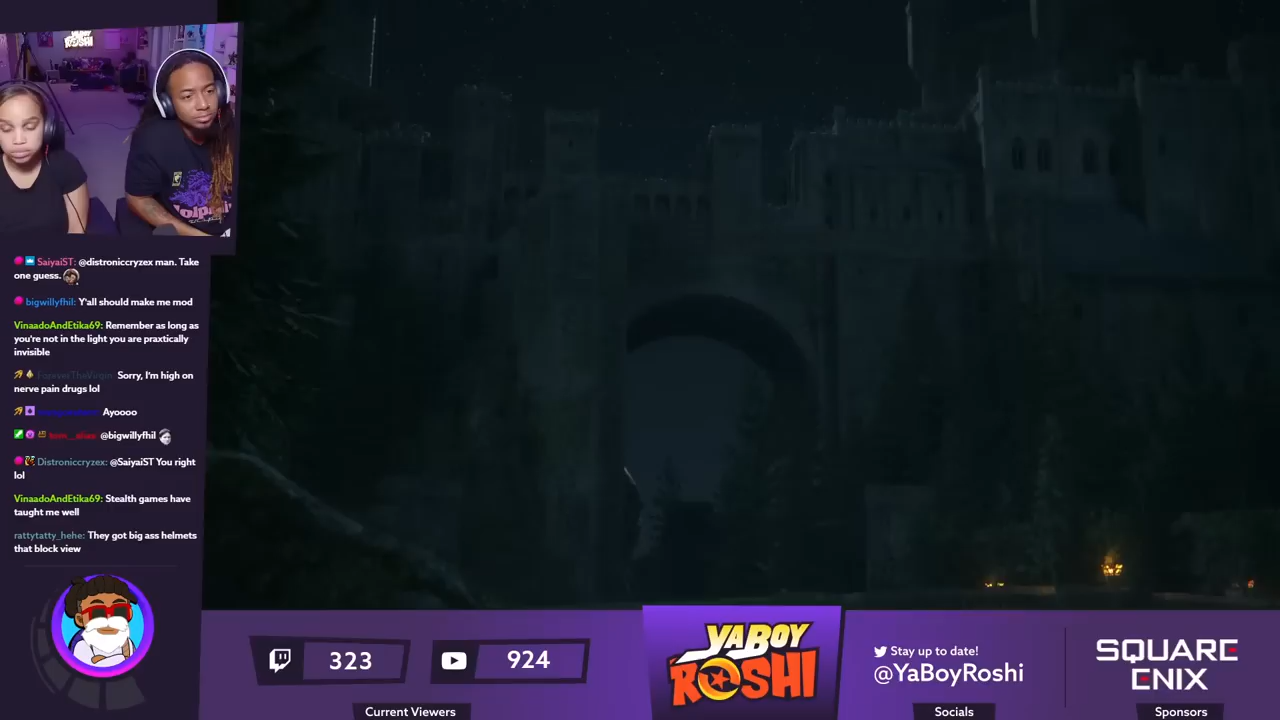 YABOY
ROSHI
SaiyaiST: @distroniccryzex man. Take
one guess.
bigwillyfhil: Y'all should make me mod
VinaadoAndEtika69: Remember as long as
you're not in the light you are praxtically
invisible
ForeverTheVirgin: Sorry, I'm high on
nerve pain drugs lol
Ayoooo
@bigwillyfhil
Distroniccryzex: @SaiyaiST You right
lol
VinaadoAndEtika69: Stealth games have
taught me well
rattytatty_hehe: They got big ass helmets
that block view
323
924
Current Viewers
YABOY
ROSHI
Stay up to date!
@YaBoyRoshi
Socials
SQUARE
ENIX
Sponsors